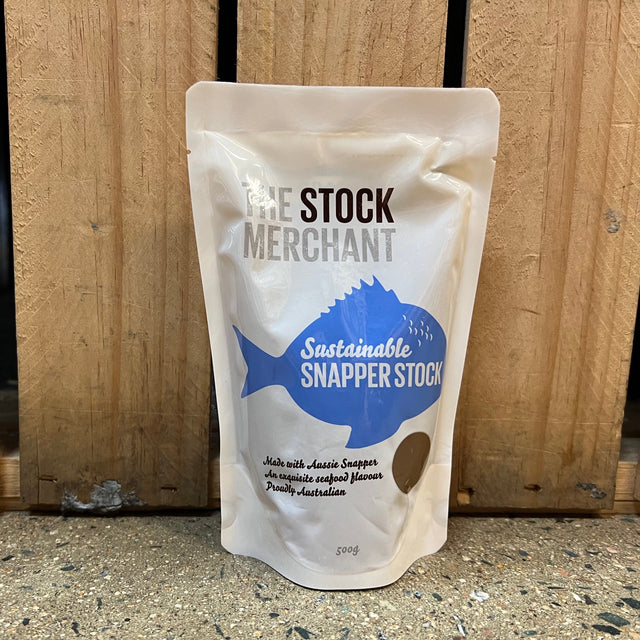 THE STOCK
MERCHANT
Sustainable
SNAPPER STOCK
Made with Aussie Snapper
An exquisite seafood flavour
Proudly Australian
500g